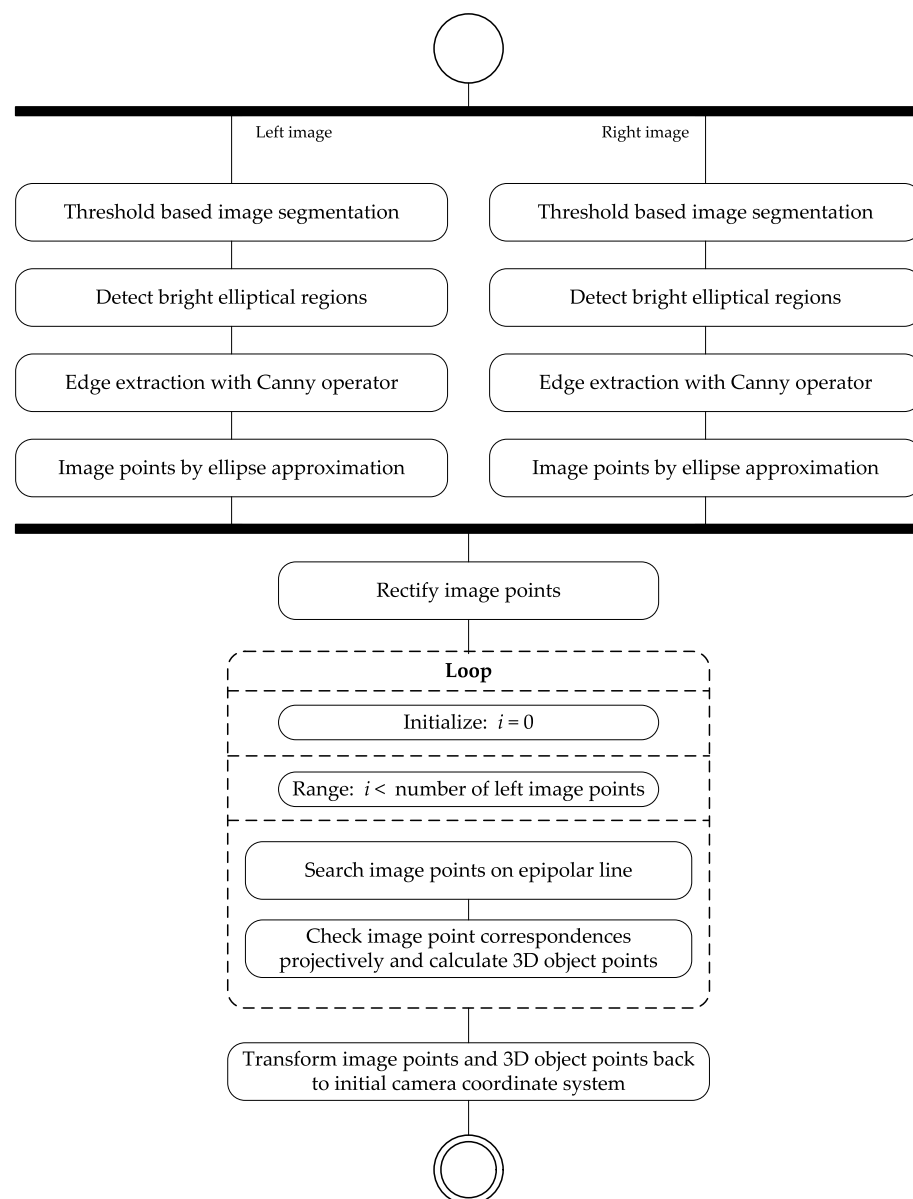 Left image
Right image
Threshold based image segmentation
Threshold based image segmentation
Detect bright elliptical regions
Detect bright elliptical regions
Edge extraction with Canny operator
Edge extraction with Canny operator
Image points by ellipse approximation
Image points by ellipse approximation
Rectify image points
Loop
Initialize: i = 0
Range: i < number of left image points
Search image points on epipolar line
Check image point correspondences
projectively and calculate 3D object points
Transform image points and 3D object points back
to initial camera coordinate system